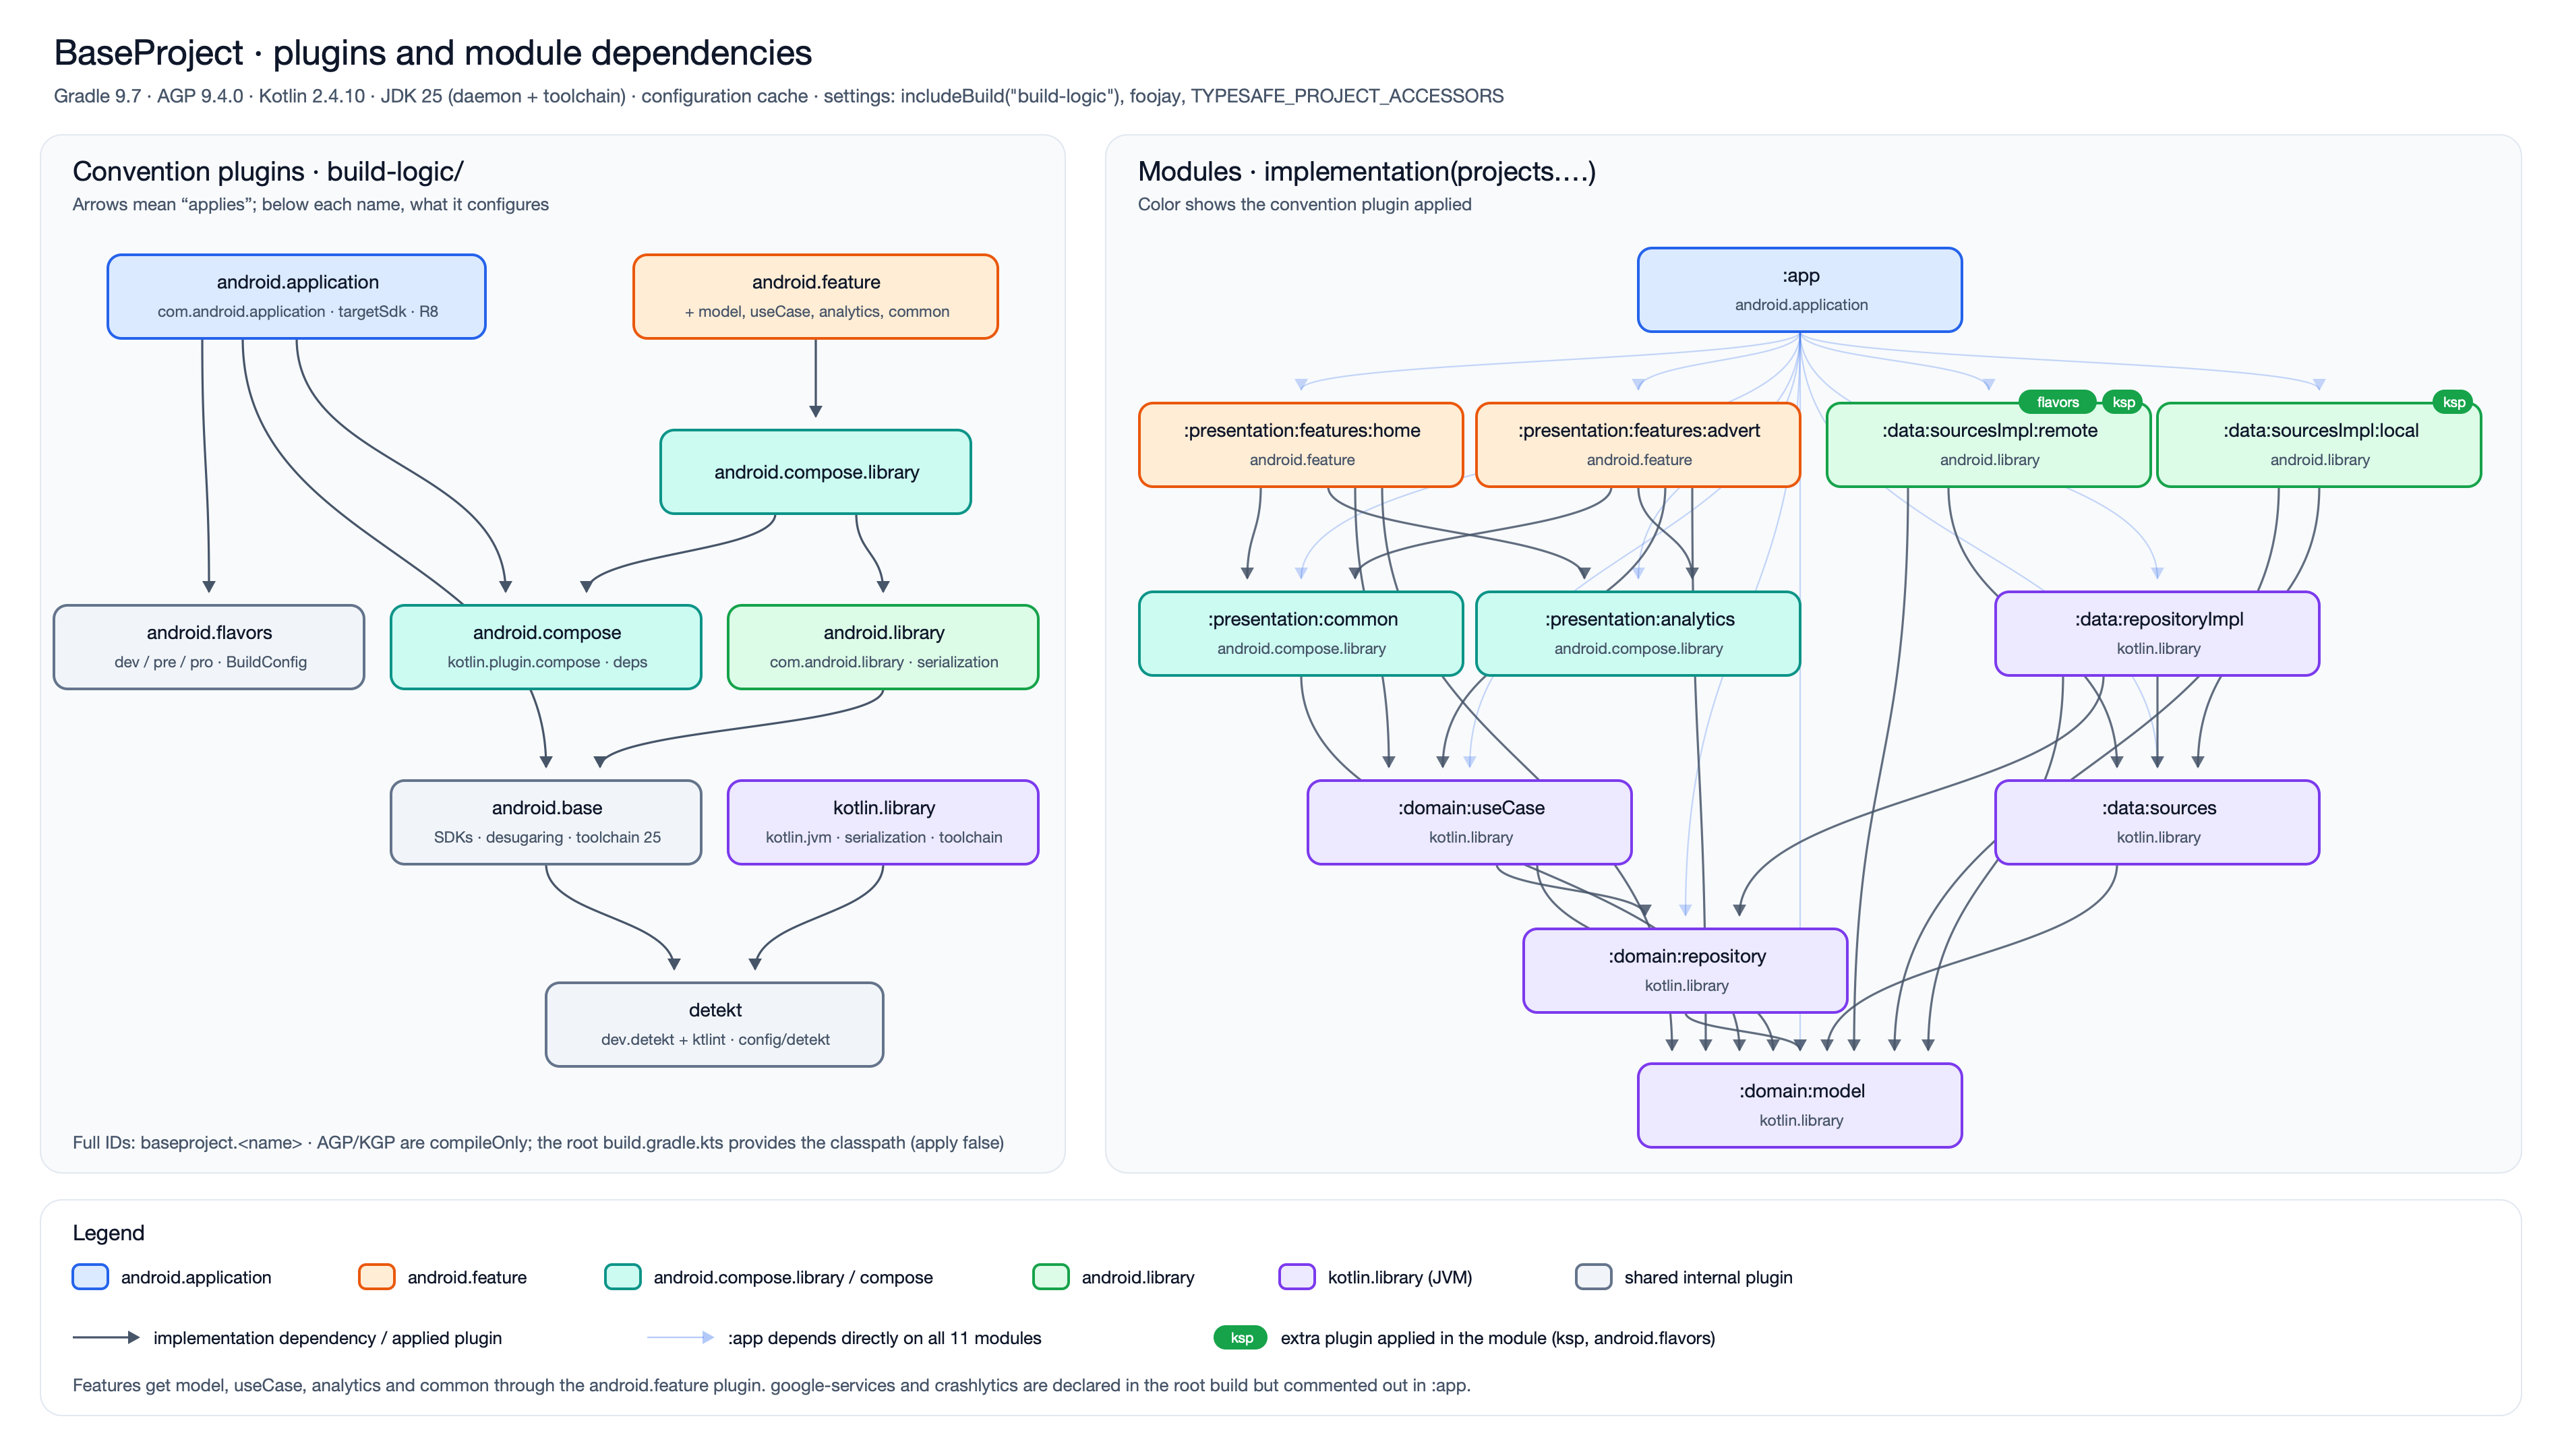 BaseProject · plugins and module dependencies
Gradle 9.7 · AGP 9.4.0 · Kotlin 2.4.10 · JDK 25 (daemon + toolchain) · configuration cache · settings: includeBuild("build-logic"), foojay, TYPESAFE_PROJECT_ACCESSORS
Convention plugins · build-logic/
Arrows mean “applies”; below each name, what it configures
android.application
com.android.application · targetSdk · R8
android.feature
+ model, useCase, analytics, common
android.compose.library
android.flavors
dev / pre / pro · BuildConfig
android.compose
kotlin.plugin.compose · deps
android.library
com.android.library · serialization
android.base
SDKs · desugaring · toolchain 25
kotlin.library
kotlin.jvm · serialization · toolchain
detekt
dev.detekt + ktlint · config/detekt
Full IDs: baseproject.<name> · AGP/KGP are compileOnly; the root build.gradle.kts provides the classpath (apply false)
Modules · implementation(projects.…)
Color shows the convention plugin applied
:app
android.application
:presentation:features:home
android.feature
:presentation:features:advert
android.feature
flavors
ksp
:data:sourcesImpl:remote
android.library
ksp
:data:sourcesImpl:local
android.library
:presentation:common
android.compose.library
:presentation:analytics
android.compose.library
:data:repositoryImpl
kotlin.library
:domain:useCase
kotlin.library
:data:sources
kotlin.library
:domain:repository
kotlin.library
:domain:model
kotlin.library
Legend
android.application
android.feature
android.compose.library / compose
android.library
kotlin.library (JVM)
shared internal plugin
implementation dependency / applied plugin
:app depends directly on all 11 modules
ksp
extra plugin applied in the module (ksp, android.flavors)
Features get model, useCase, analytics and common through the android.feature plugin. google-services and crashlytics are declared in the root build but commented out in :app.